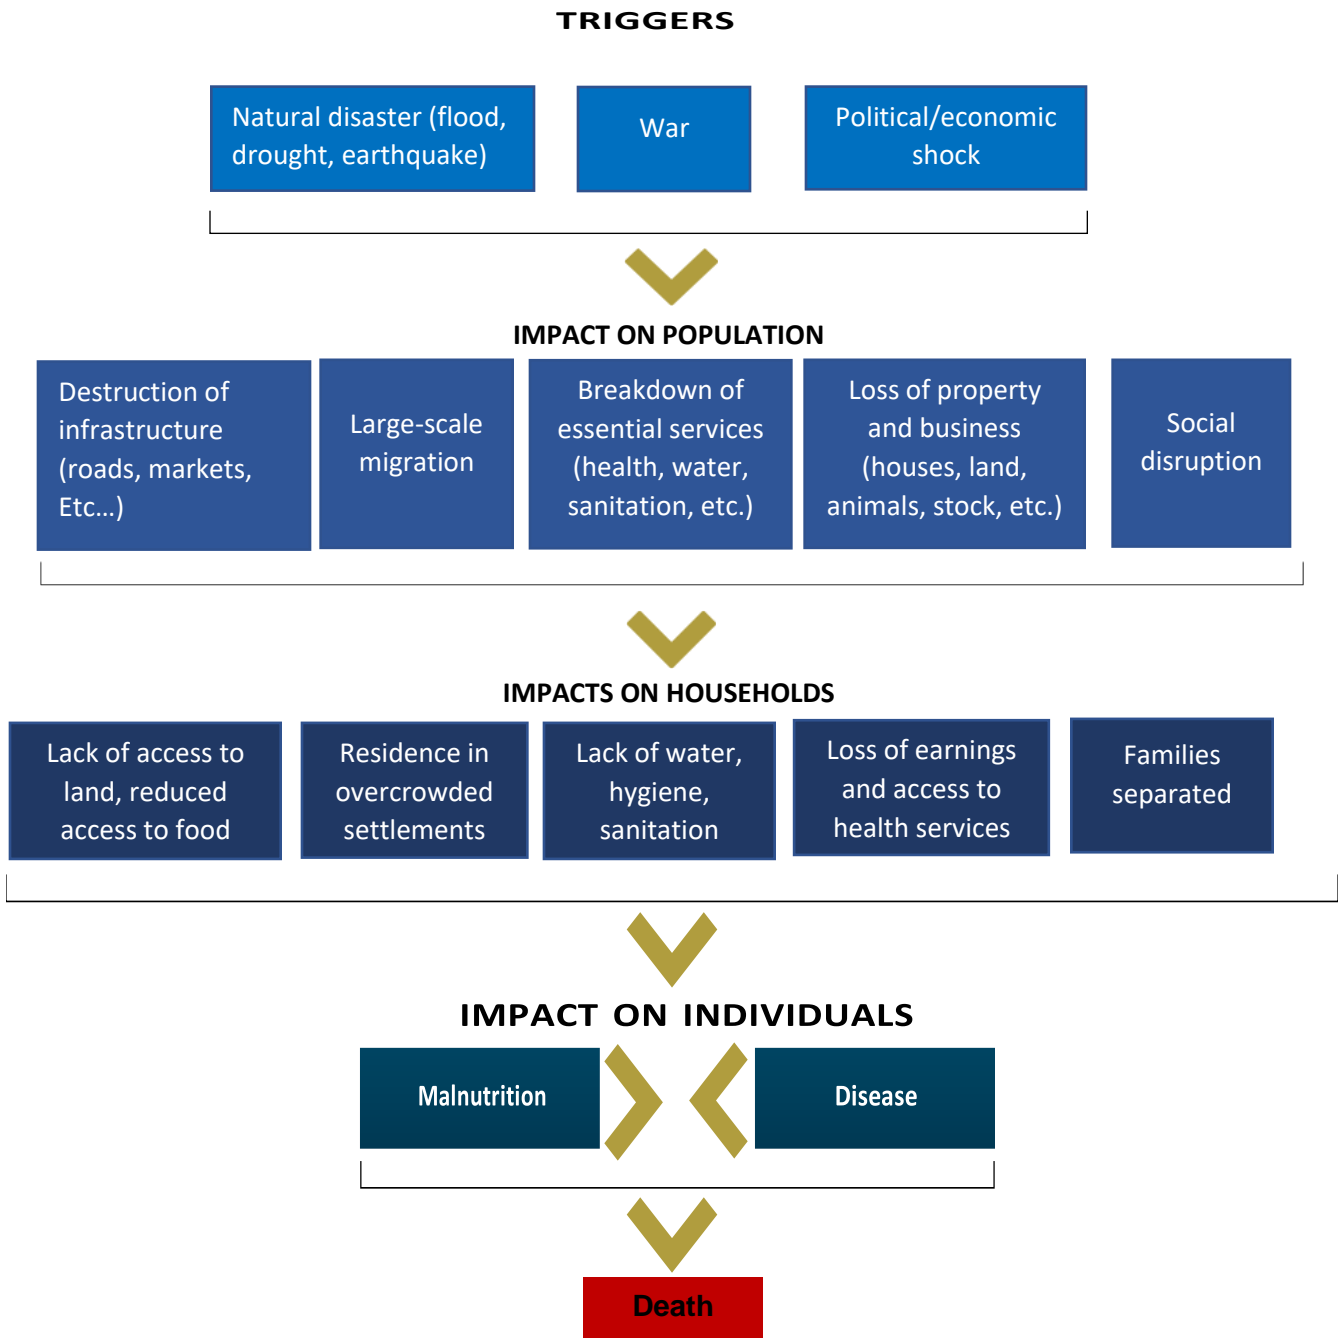 TRIGGERS
Natural disaster (flood,
drought, earthquake)
War
Political/economic
shock
IMPACT ON POPULATION
Destruction of
infrastructure
(roads, markets,
Etc...)
Large-scale
migration
Breakdown of
essential services
(health, water,
sanitation, etc.)
Loss of property
and business
(houses, land,
animals, stock, etc.)
Social
disruption
IMPACTS ON HOUSEHOLDS
Lack of access to
land, reduced
access to food
Residence in
overcrowded
settlements
Lack of water,
hygiene,
sanitation
Loss of earnings
and access to
health services
Families
separated
IMPACT ON INDIVIDUALS
Malnutrition
Disease
Death